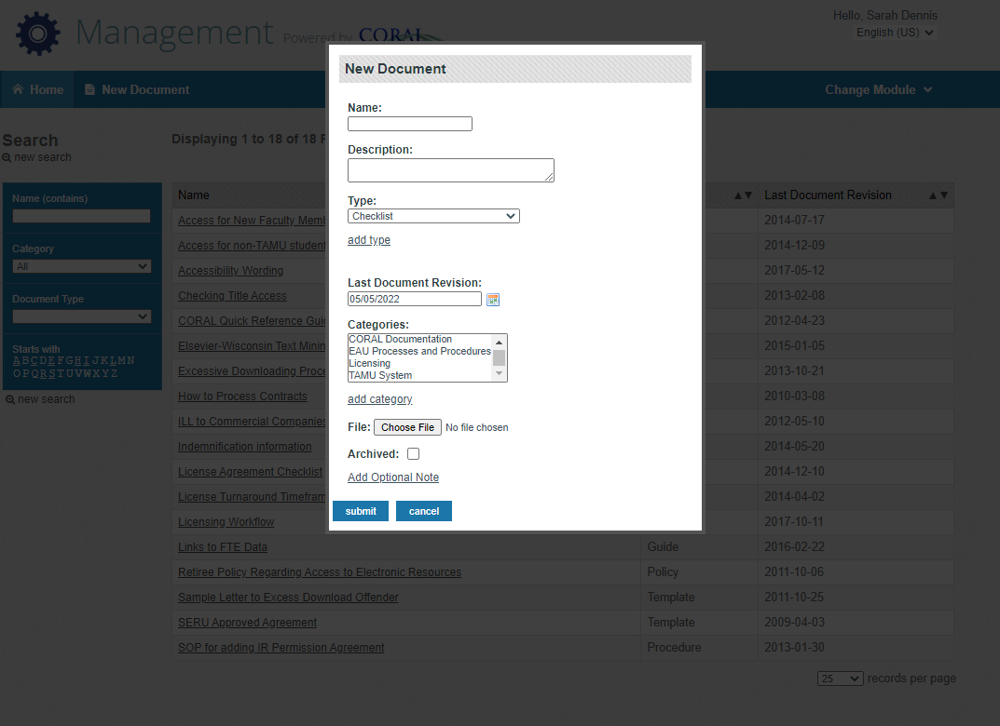 Hello, Sarah Dennis
Management Powered by CORAL
English (US)
Home New Document Change Module
New Document
Name:
Description:
Type:
Checklist
add type
Last Document Revision:
05/05/2022
Categories:
CORAL Documentation
EAU Processes and Procedures
Licensing
TAMU System
add category
File: Choose File No file chosen
Archived:
Add Optional Note
submit cancel
Search
new search
Name (contains)
Category
All
Document Type
Starts with
A B C D E F G H I J K L M N
O P Q R S T U V W X Y Z
new search
Displaying 1 to 18 of 18
Name Last Document Revision
Access for New Faculty 2014-07-17
Access for non-TAMU student 2014-12-09
Accessibility Wording 2017-05-12
Checking Title Access 2013-02-08
CORAL Quick Reference 2012-04-23
Elsevier-Wisconsin Text 2015-01-05
Excessive Downloading 2013-10-21
How to Process Contracts 2010-03-08
ILL to Commercial Companies 2012-05-10
Indemnification information 2014-05-20
License Agreement Checklist 2014-12-10
License Turnaround 2014-04-02
Licensing Workflow 2017-10-11
Links to FTE Data Guide 2016-02-22
Retiree Policy Regarding Access to Electronic Resources Policy 2011-10-06
Sample Letter to Excess Download Offender Template 2011-10-25
SERU Approved Agreement Template 2009-04-03
SOP for adding IR Permission Agreement Procedure 2013-01-30
25 records per page